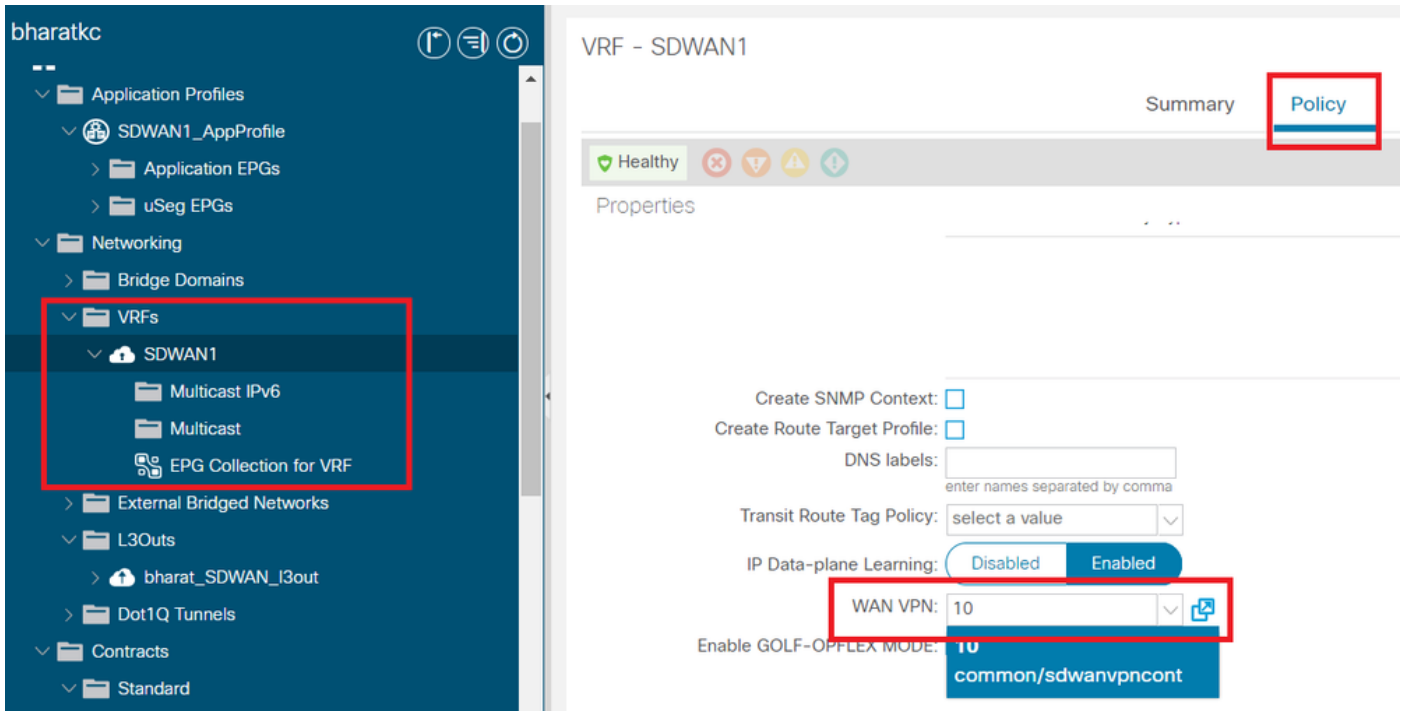 bharatkc
Application Profiles
SDWAN1_AppProfile
Application EPGs
uSeg EPGs
Networking
Bridge Domains
VRFs
SDWAN1
Multicast IPv6
Multicast
EPG Collection for VRF
External Bridged Networks
L3Outs
bharat_SDWAN_l3out
Dot1Q Tunnels
Contracts
Standard
VRF - SDWAN1
Summary Policy
Healthy
Properties
Create SNMP Context:
Create Route Target Profile:
DNS labels:
enter names separated by comma
Transit Route Tag Policy: select a value
IP Data-plane Learning: Disabled Enabled
WAN VPN: 10
Enable GOLF-OPFLEX MODE: 10
common/sdwanvpncont